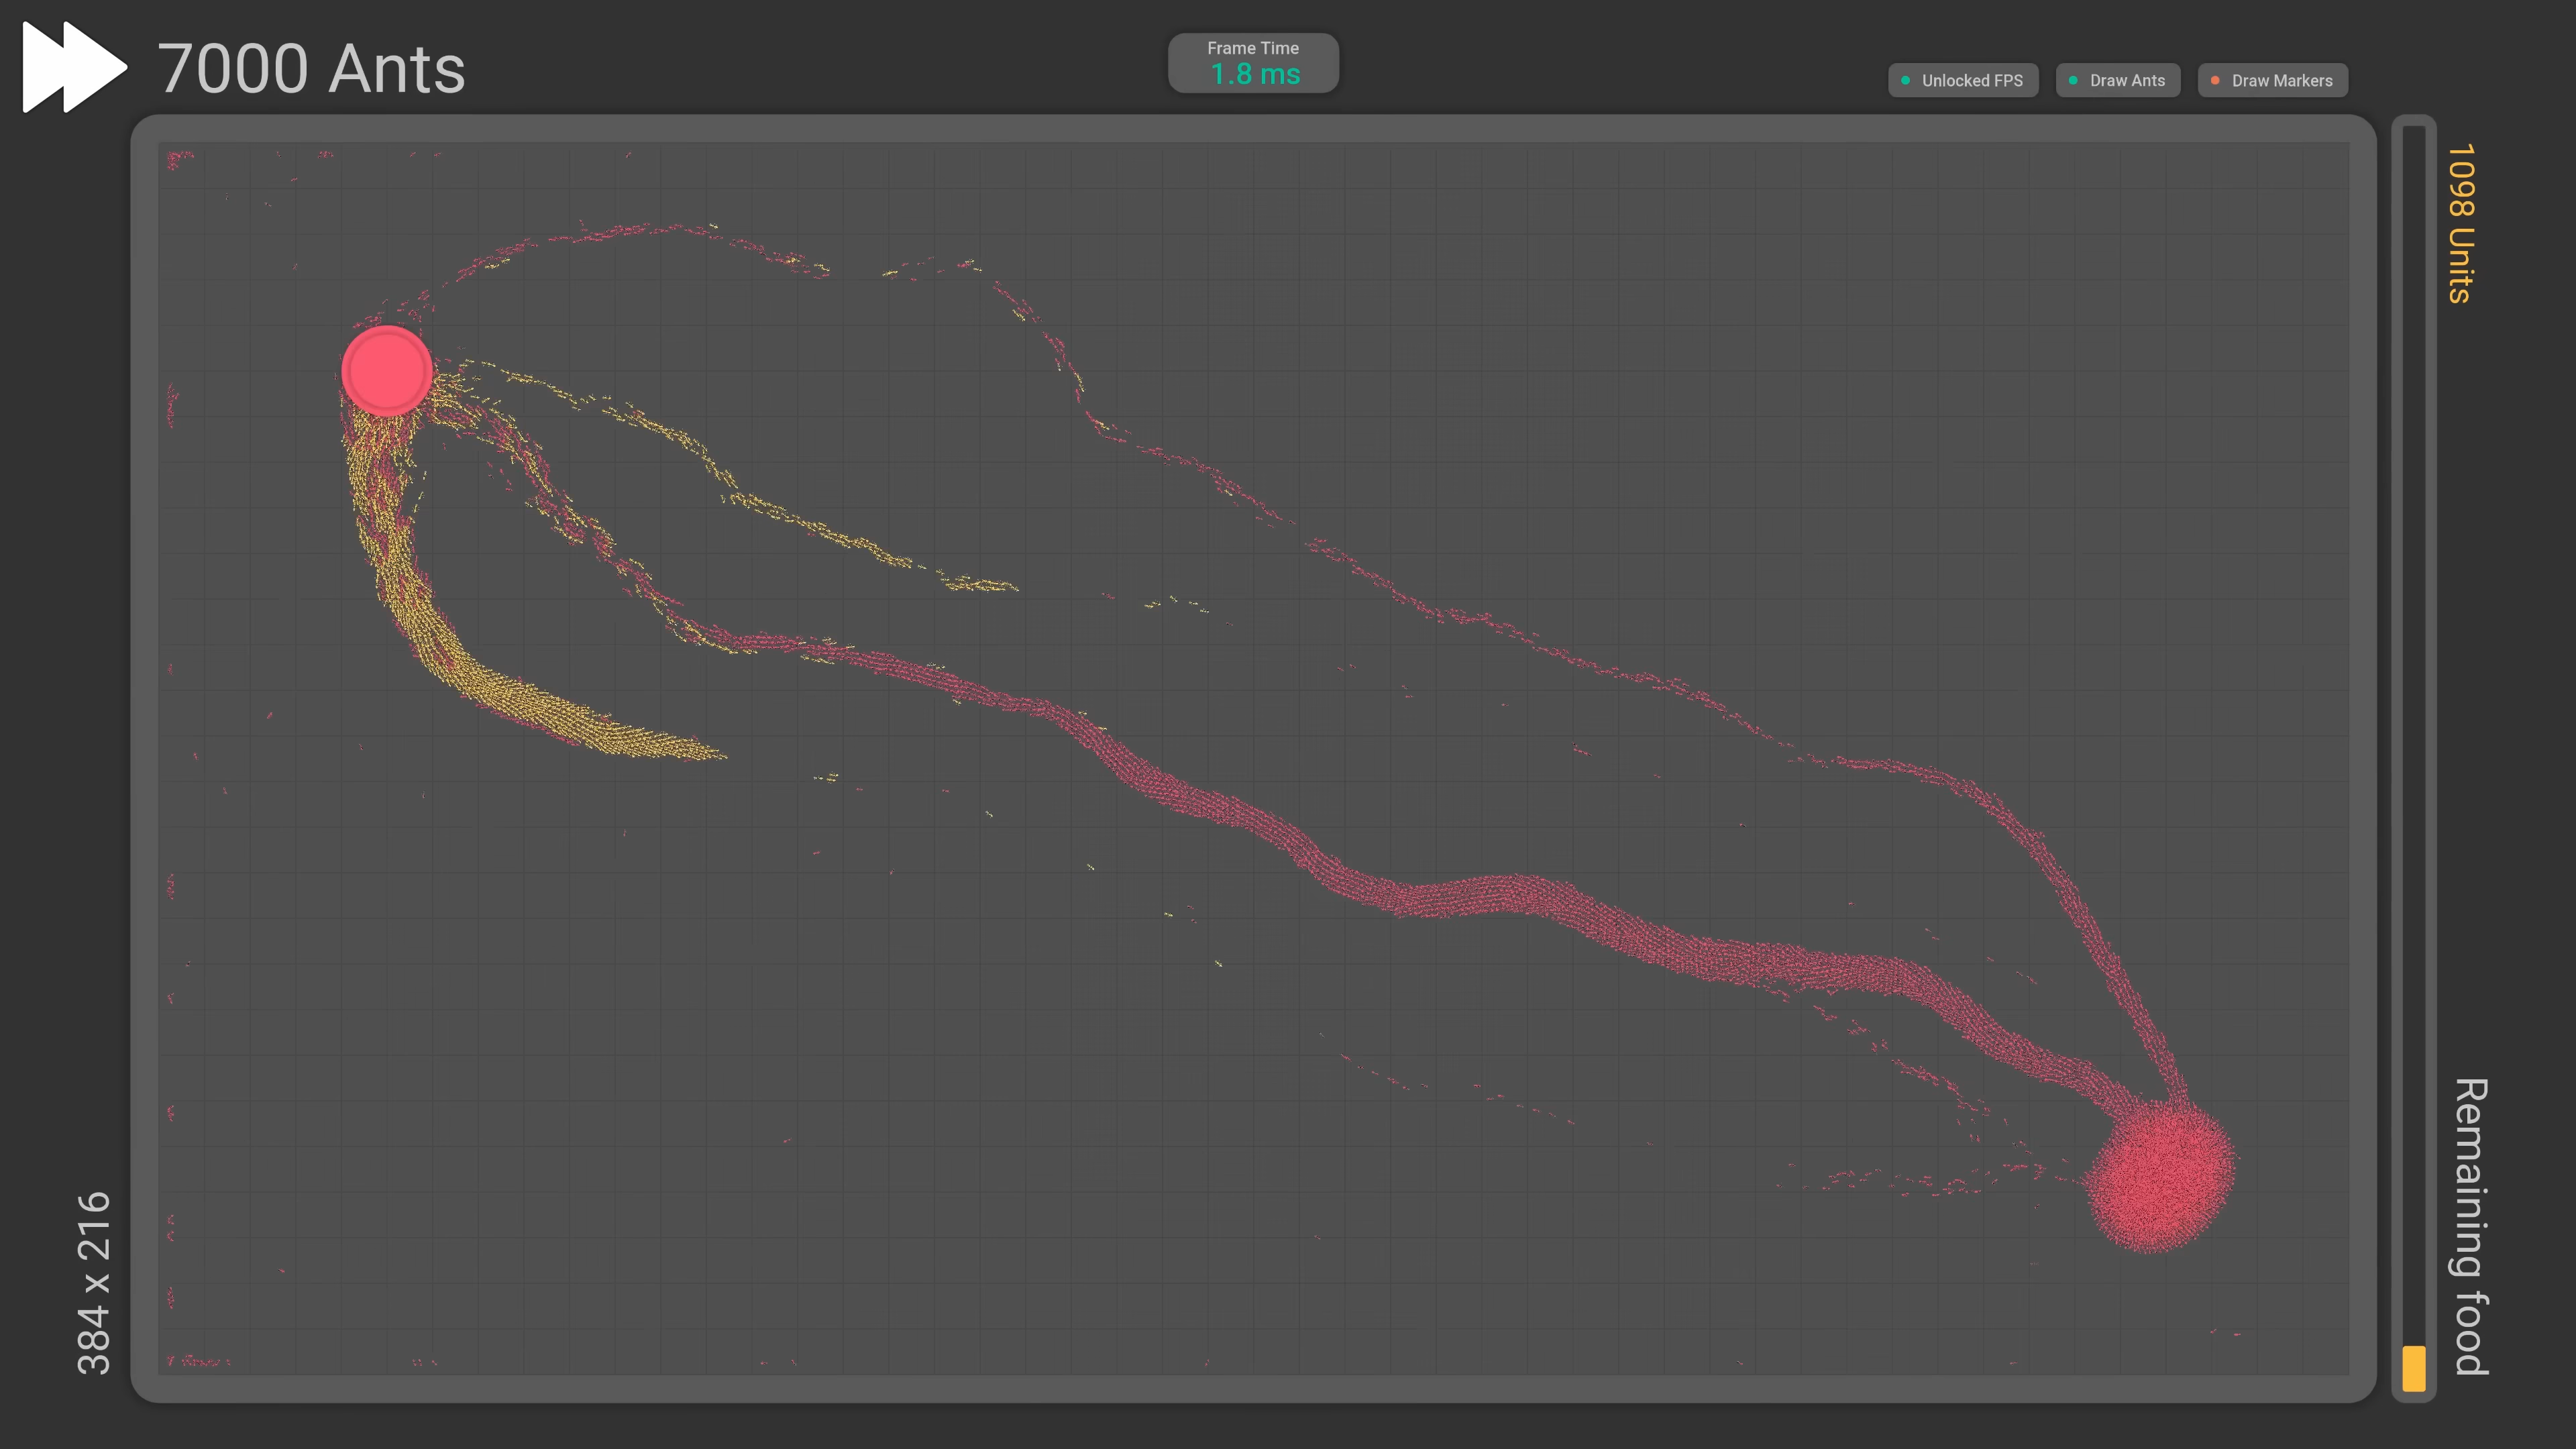 7000 Ants
Frame Time
1.8 ms
Unlocked FPS
Draw Ants
Draw Markers
1098 Units
Remaining food
384 x 216